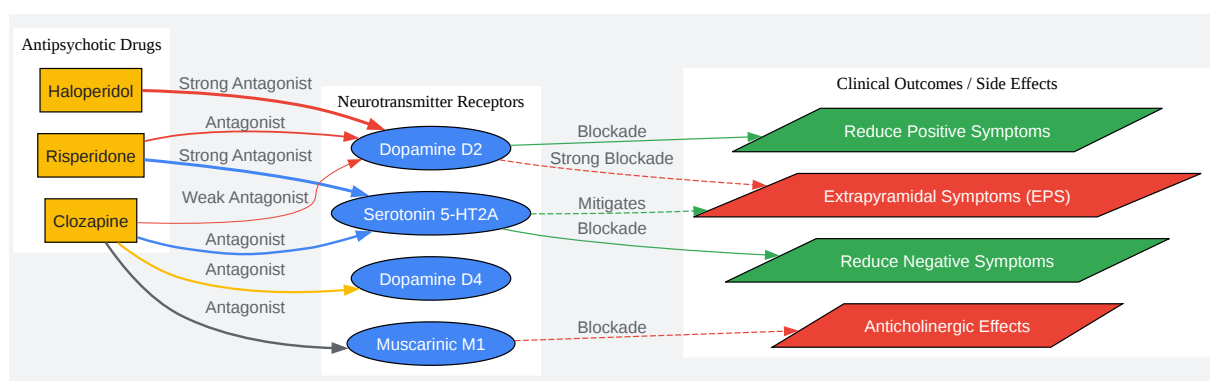 Antipsychotic Drugs
Haloperidol
Risperidone
Clozapine
Strong Antagonist
Antagonist
Strong Antagonist
Weak Antagonist
Antagonist
Antagonist
Antagonist
Neurotransmitter Receptors
Dopamine D2
Serotonin 5-HT2A
Dopamine D4
Muscarinic M1
Blockade
Strong Blockade
Mitigates
Blockade
Blockade
Clinical Outcomes / Side Effects
Reduce Positive Symptoms
Extrapyramidal Symptoms (EPS)
Reduce Negative Symptoms
Anticholinergic Effects